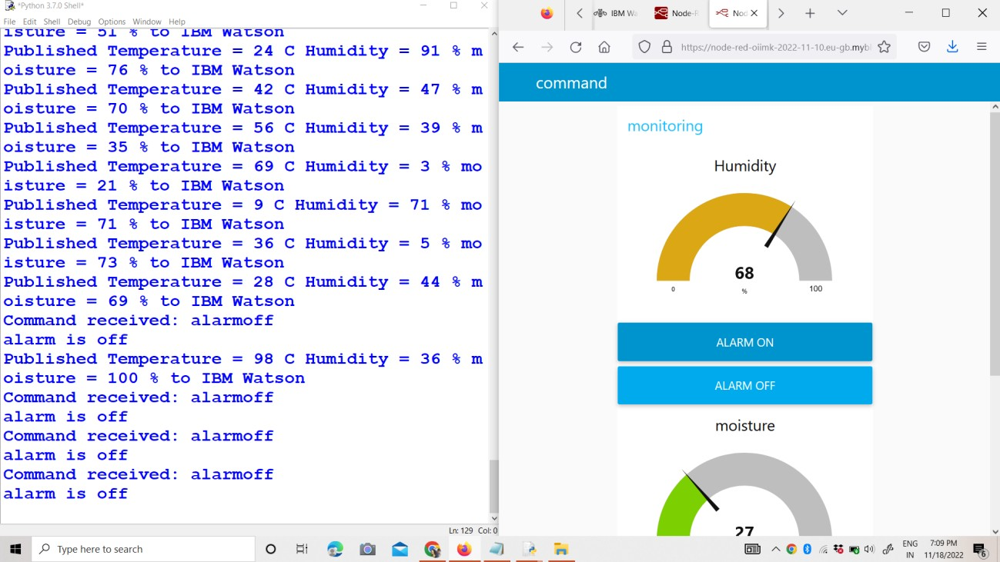 *Python 3.7.0 Shell*
File Edit Shell Debug Options Window Help
isture = 51 % to IBM Watson
Published Temperature = 24 C Humidity = 91 % m
oisture = 76 % to IBM Watson
Published Temperature = 42 C Humidity = 47 % m
oisture = 70 % to IBM Watson
Published Temperature = 56 C Humidity = 39 % m
oisture = 35 % to IBM Watson
Published Temperature = 69 C Humidity = 3 % mo
isture = 21 % to IBM Watson
Published Temperature = 9 C Humidity = 71 % mo
isture = 71 % to IBM Watson
Published Temperature = 36 C Humidity = 5 % mo
isture = 73 % to IBM Watson
Published Temperature = 28 C Humidity = 44 % m
oisture = 69 % to IBM Watson
Command received: alarmoff
alarm is off
Published Temperature = 98 C Humidity = 36 % m
oisture = 100 % to IBM Watson
Command received: alarmoff
alarm is off
Command received: alarmoff
alarm is off
Command received: alarmoff
alarm is off
Ln: 129 Col: 0
IBM Wa
Node-R
Nod
https://node-red-oiimk-2022-11-10.eu-gb.mybl
command
monitoring
Humidity
68
0 % 100
ALARM ON
ALARM OFF
moisture
27
Type here to search
ENG
IN
7:09 PM
11/18/2022
6